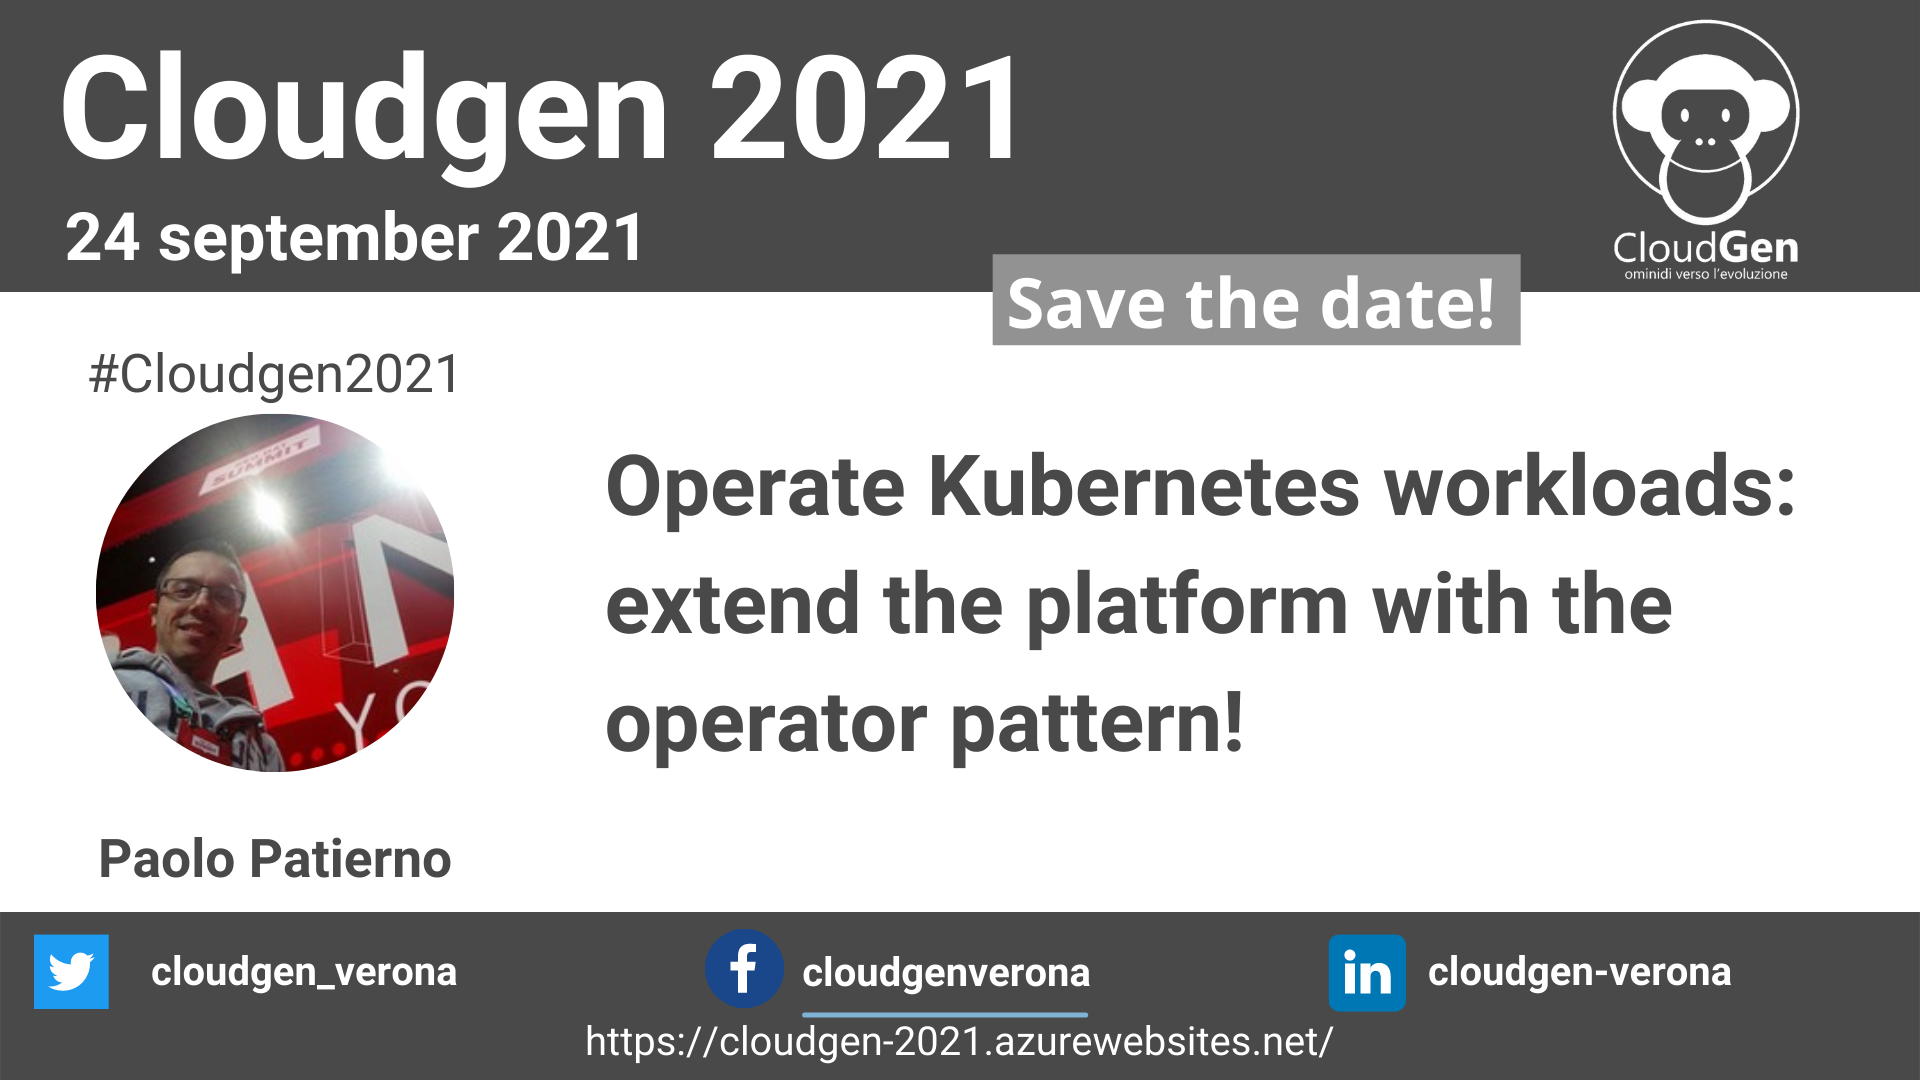 Cloudgen 2021
24 september 2021
CloudGen
ominidi verso l'evoluzione
Save the date!
#Cloudgen2021
SUMMIT
Operate Kubernetes workloads:
extend the platform with the
operator pattern!
Paolo Patierno
cloudgen_verona
cloudgenverona
cloudgen-verona
https://cloudgen-2021.azurewebsites.net/